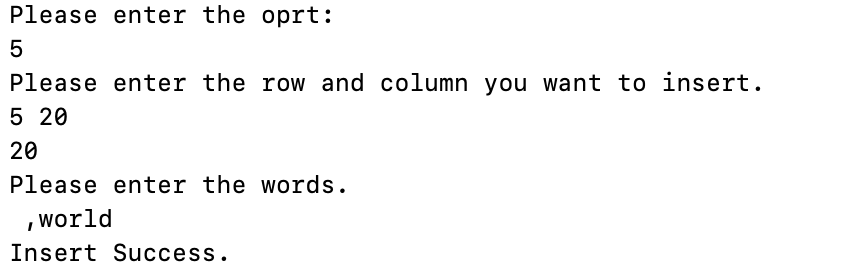 Please enter the oprt:
5
Please enter the row and column you want to insert.
5 20
20
Please enter the words.
 ,world
Insert Success.